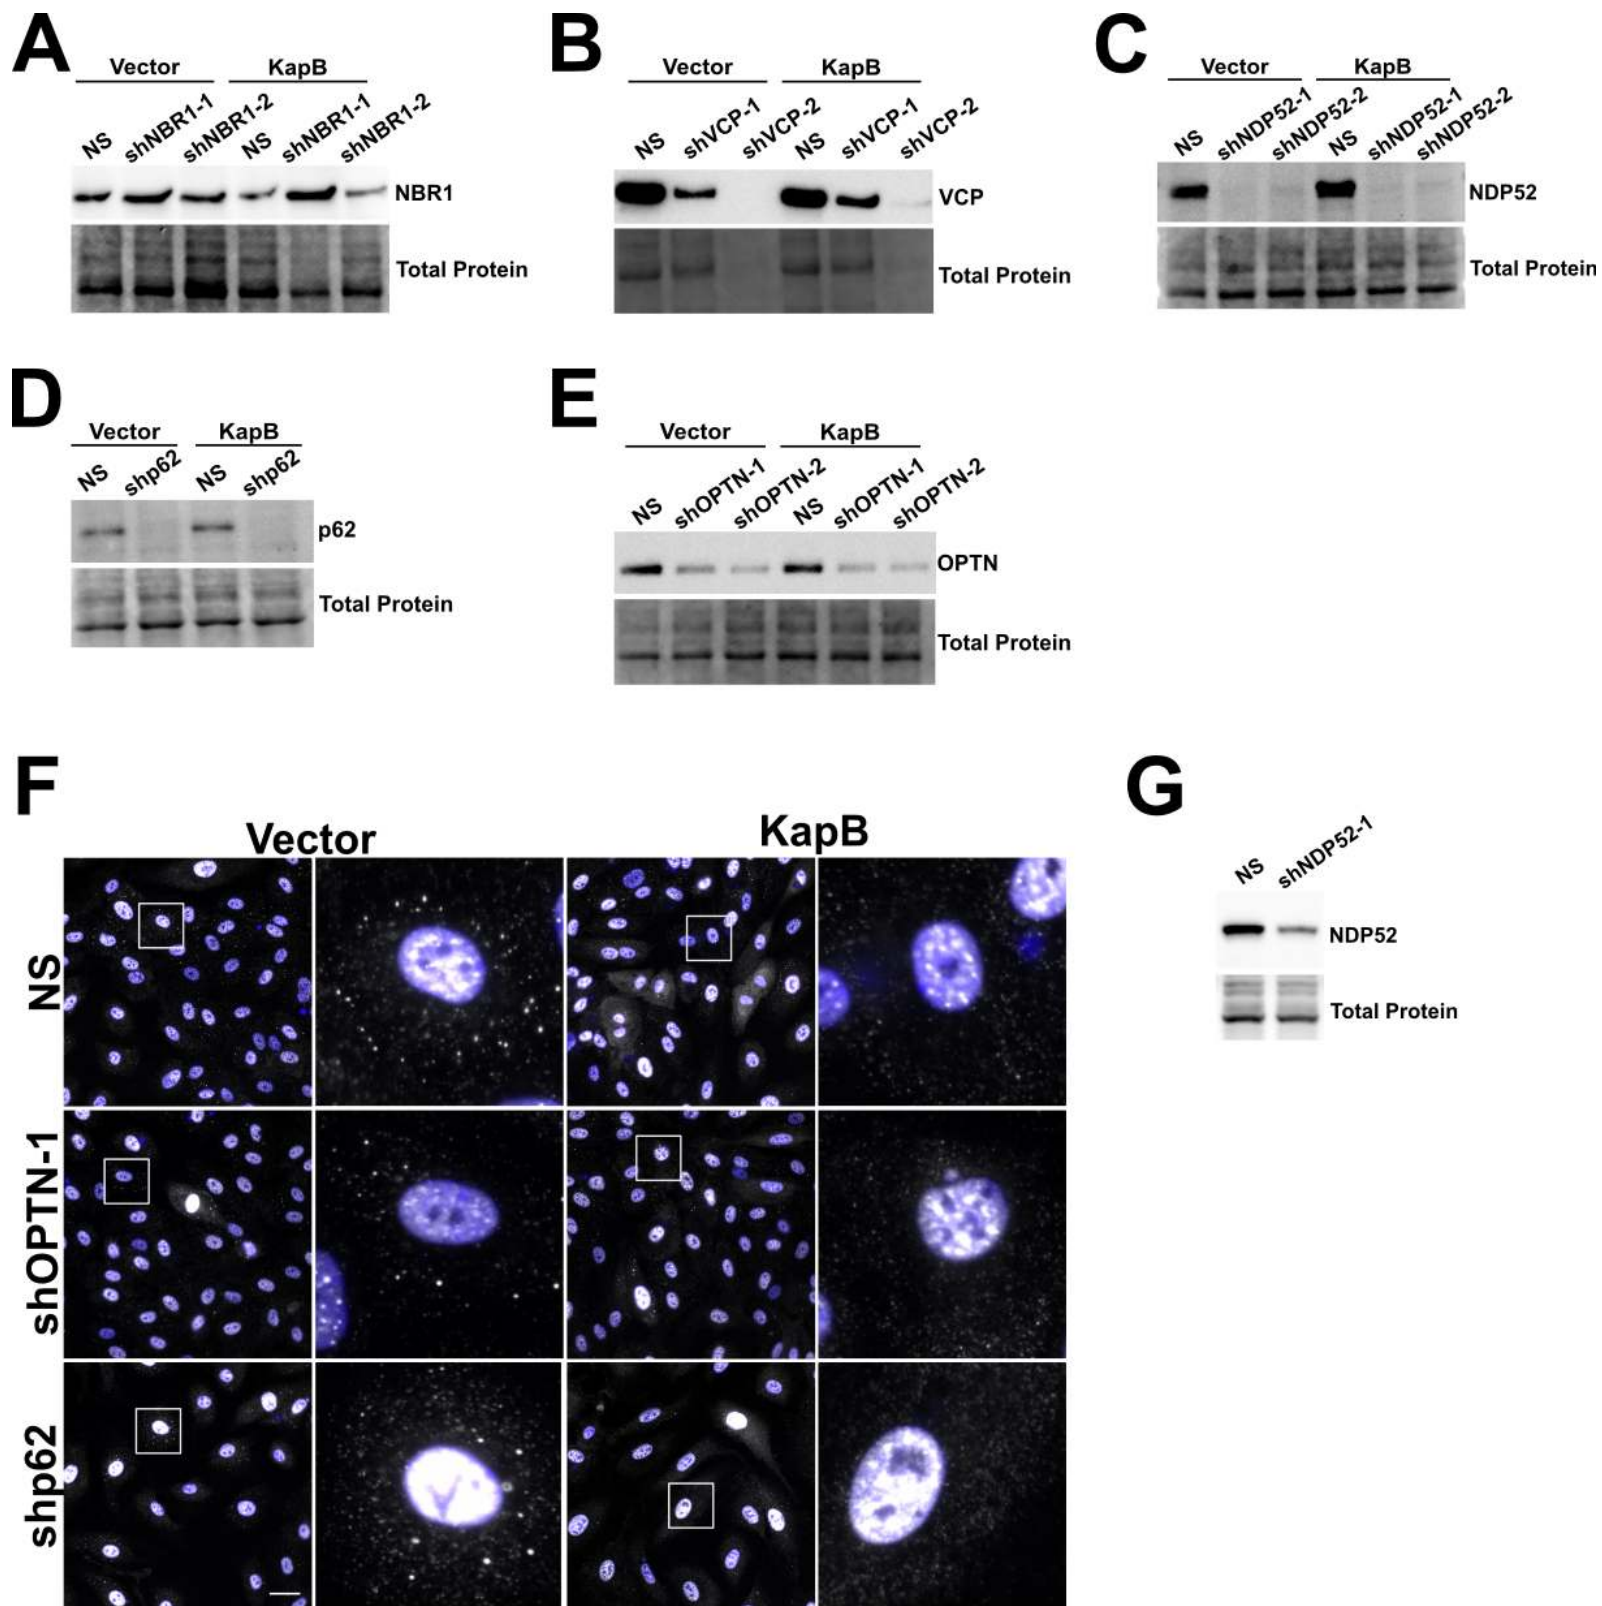 A
Vector KapB
NS shNBR1-1 shNBR1-2 NS shNBR1-1 shNBR1-2
NBR1
Total Protein
B
Vector KapB
NS shVCP-1 shVCP-2 NS shVCP-1 shVCP-2
VCP
Total Protein
C
Vector KapB
NS shNDP52-1 shNDP52-2 NS shNDP52-1 shNDP52-2
NDP52
Total Protein
D
Vector KapB
NS shp62 NS shp62
p62
Total Protein
E
Vector KapB
NS shOPTN-1 shOPTN-2 NS shOPTN-1 shOPTN-2
OPTN
Total Protein
F
Vector KapB
NS
shOPTN-1
shp62
G
NS shNDP52-1
NDP52
Total Protein